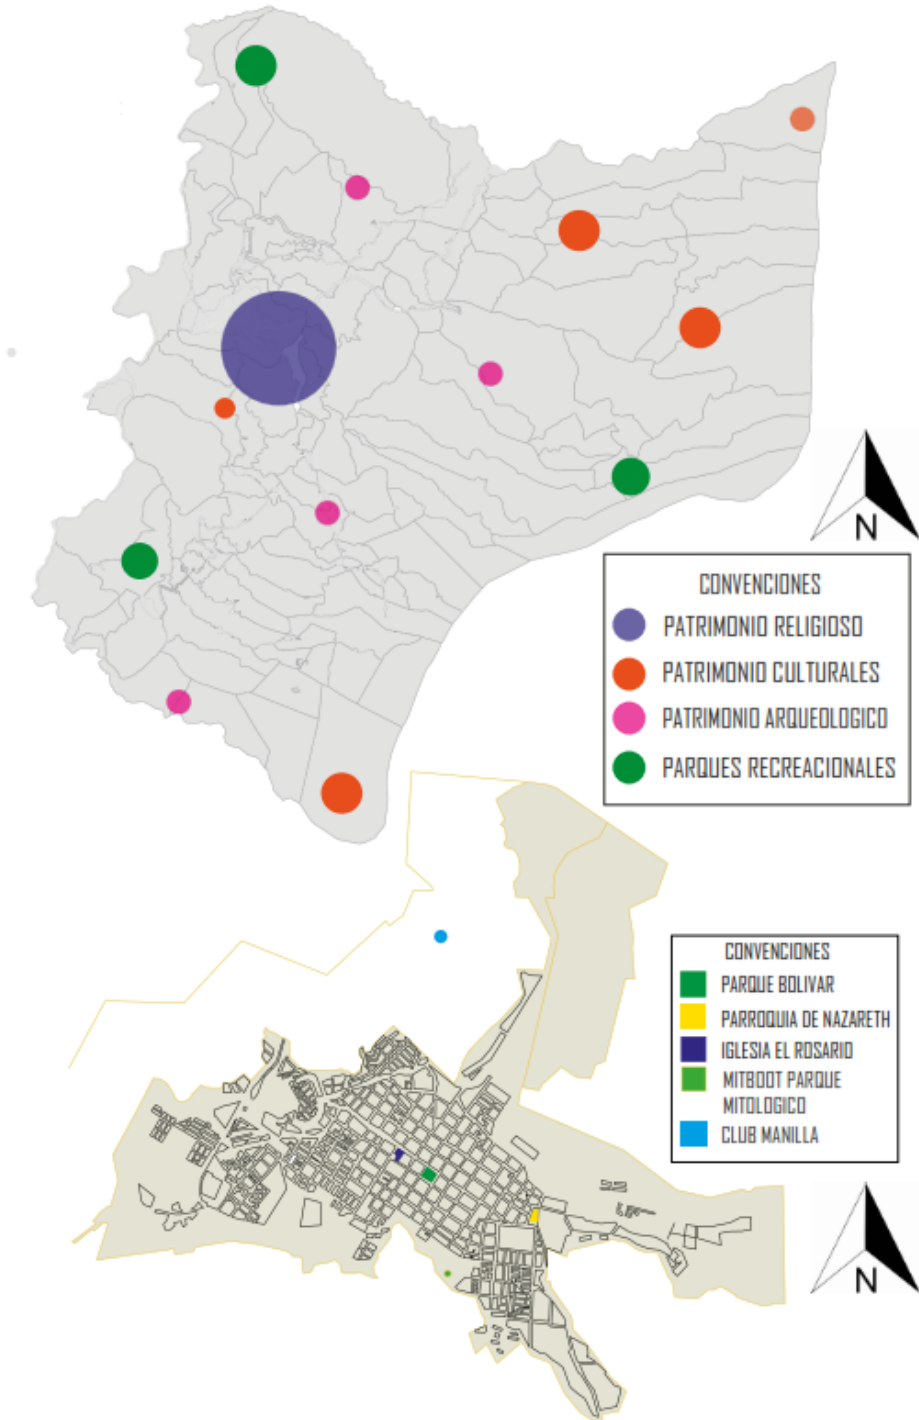 N
CONVENCIONES
PATRIMONIO RELIGIOSO
PATRIMONIO CULTURALES
PATRIMONIO ARQUEOLOGICO
PARQUES RECREACIONALES
CONVENCIONES
PARQUE BOLIVAR
PARROQUIA DE NAZARETH
IGLESIA EL ROSARIO
MITBOOT PARQUE
MITOLOGICO
CLUB MANILLA
N